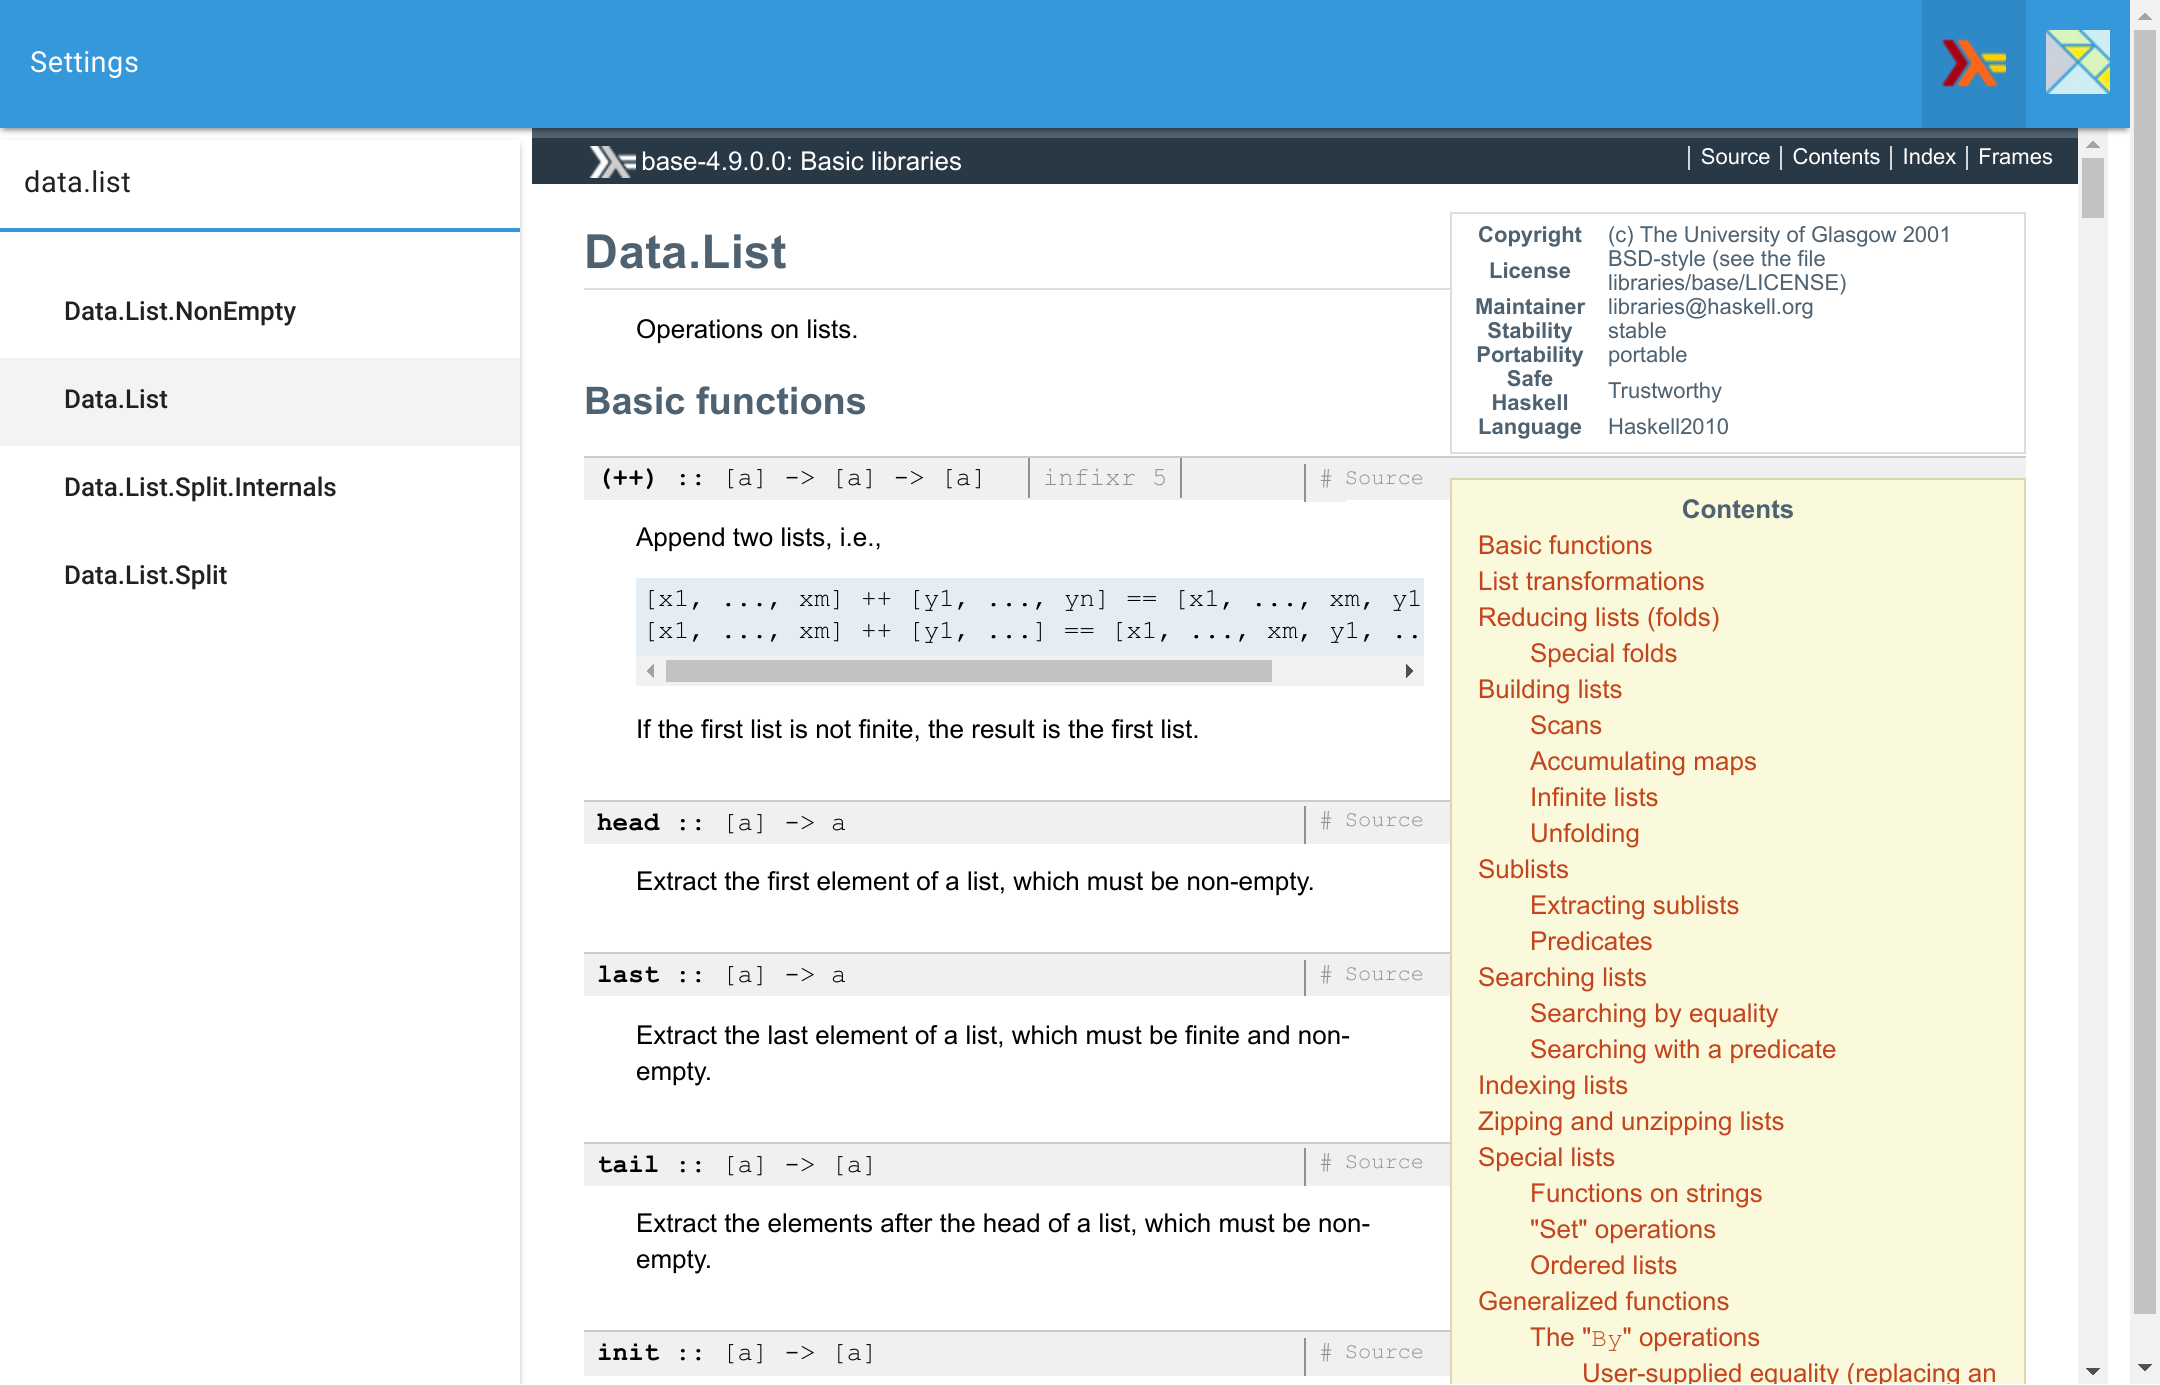 Settings
data.list
Data.List.NonEmpty
Data.List
Data.List.Split.Internals
Data.List.Split
base-4.9.0.0: Basic libraries
| Source | Contents | Index | Frames
Data.List
Operations on lists.
Copyright (c) The University of Glasgow 2001
License BSD-style (see the file
libraries/base/LICENSE)
Maintainer libraries@haskell.org
Stability stable
Portability portable
Safe
Haskell Trustworthy
Language Haskell2010
Basic functions
(++) :: [a] -> [a] -> [a] infixr 5 # Source
Append two lists, i.e.,
[x1, ..., xm] ++ [y1, ..., yn] == [x1, ..., xm, y1
[x1, ..., xm] ++ [y1, ...] == [x1, ..., xm, y1, ..
If the first list is not finite, the result is the first list.
head :: [a] -> a # Source
Extract the first element of a list, which must be non-empty.
last :: [a] -> a # Source
Extract the last element of a list, which must be finite and non-
empty.
tail :: [a] -> [a] # Source
Extract the elements after the head of a list, which must be non-
empty.
init :: [a] -> [a] # Source
Contents
Basic functions
List transformations
Reducing lists (folds)
Special folds
Building lists
Scans
Accumulating maps
Infinite lists
Unfolding
Sublists
Extracting sublists
Predicates
Searching lists
Searching by equality
Searching with a predicate
Indexing lists
Zipping and unzipping lists
Special lists
Functions on strings
"Set" operations
Ordered lists
Generalized functions
The "By" operations
User-supplied equality (replacing an